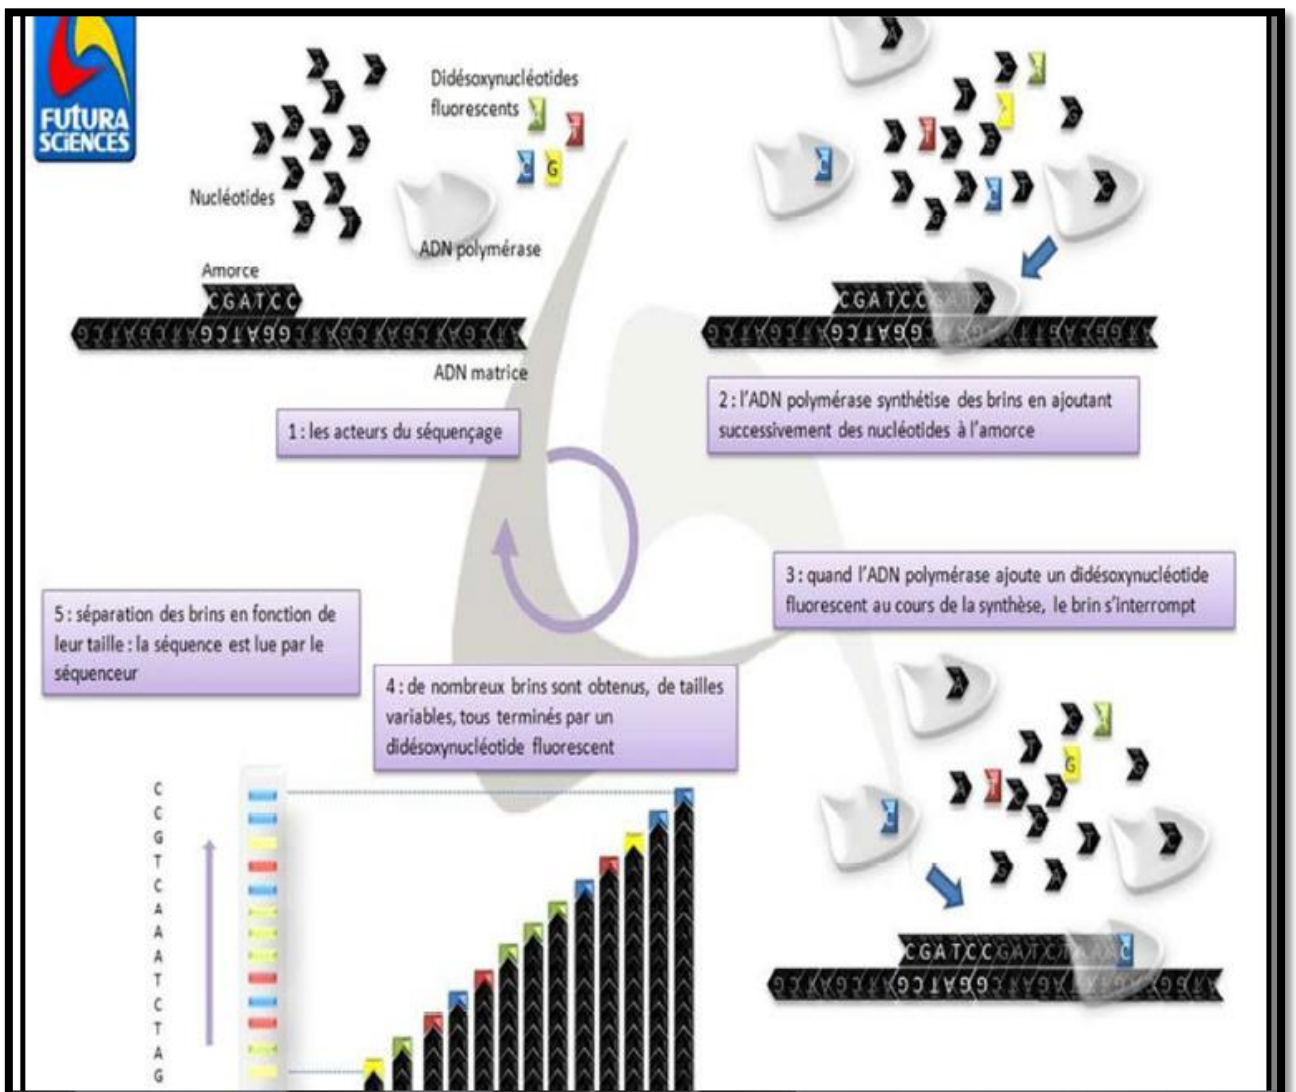 FUTURA
SCIENCES
Didésoxynucléotides
fluorescents
Nucléotides
ADN polymérase
Amorce
CGATCC
ADN matrice
1 : les acteurs du séquençage
CGATCC
2 : l'ADN polymérase synthétise des brins en ajoutant
successivement des nucléotides à l'amorce
3 : quand l'ADN polymérase ajoute un didésoxynucléotide
fluorescent au cours de la synthèse, le brin s'interrompt
5 : séparation des brins en fonction de
leur taille : la séquence est lue par le
séquenceur
4 : de nombreux brins sont obtenus, de tailles
variables, tous terminés par un
didésoxynucléotide fluorescent
C
C
G
T
C
A
A
A
T
C
T
A
G
CGATCC